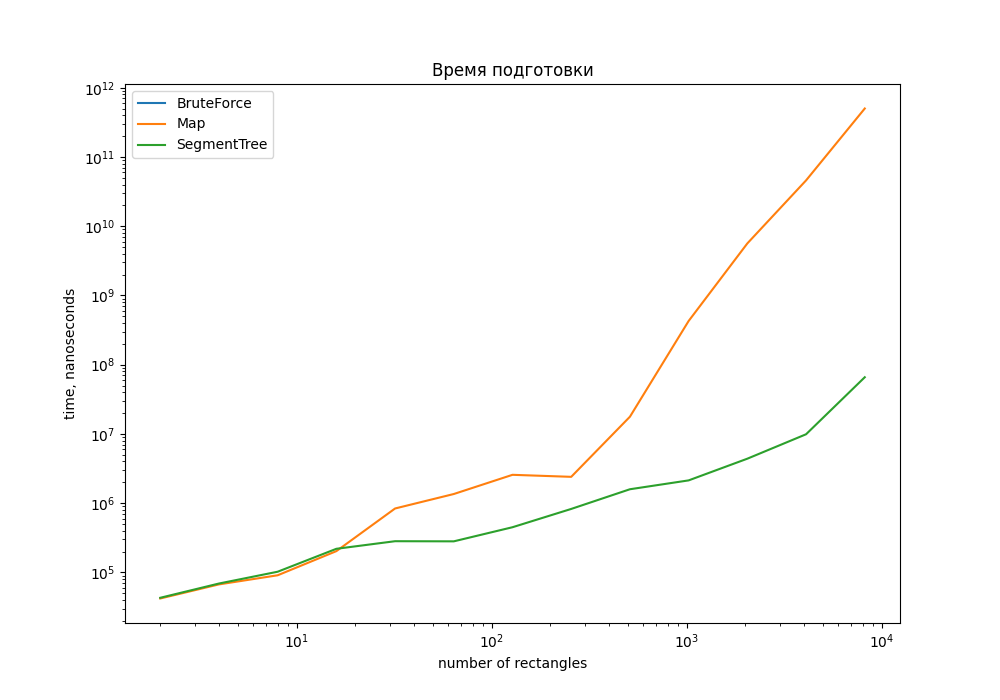 Время подготовки
BruteForce
Map
SegmentTree
time, nanoseconds
10¹²
10¹¹
10¹⁰
10⁹
10⁸
10⁷
10⁶
10⁵
10¹
10²
10³
10⁴
number of rectangles